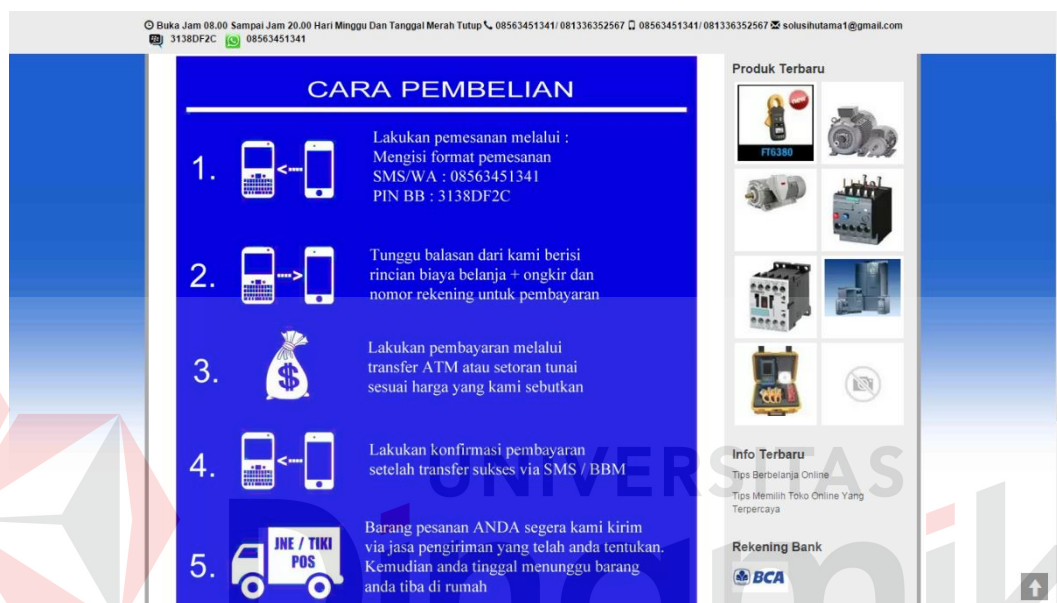 Buka Jam 08.00 Sampai Jam 20.00 Hari Minggu Dan Tanggal Merah Tutup 08563451341/ 081336352567 08563451341/ 081336352567 solusihutama1@gmail.com
3138DF2C 08563451341
CARA PEMBELIAN
1.
Lakukan pemesanan melalui :
Mengisi format pemesanan
SMS/WA : 08563451341
PIN BB : 3138DF2C
2.
Tunggu balasan dari kami berisi
rincian biaya belanja + ongkir dan
nomor rekening untuk pembayaran
3.
$
Lakukan pembayaran melalui
transfer ATM atau setoran tunai
sesuai harga yang kami sebutkan
4.
Lakukan konfirmasi pembayaran
setelah transfer sukses via SMS / BBM
5.
JNE / TIKI
POS
Barang pesanan ANDA segera kami kirim
via jasa pengiriman yang telah anda tentukan.
Kemudian anda tinggal menunggu barang
anda tiba di rumah
Produk Terbaru
new
FT6380
Info Terbaru
Tips Berbelanja Online
Tips Memilih Toko Online Yang
Terpercaya
Rekening Bank
BCA
UNIVERSITAS
Dinamik